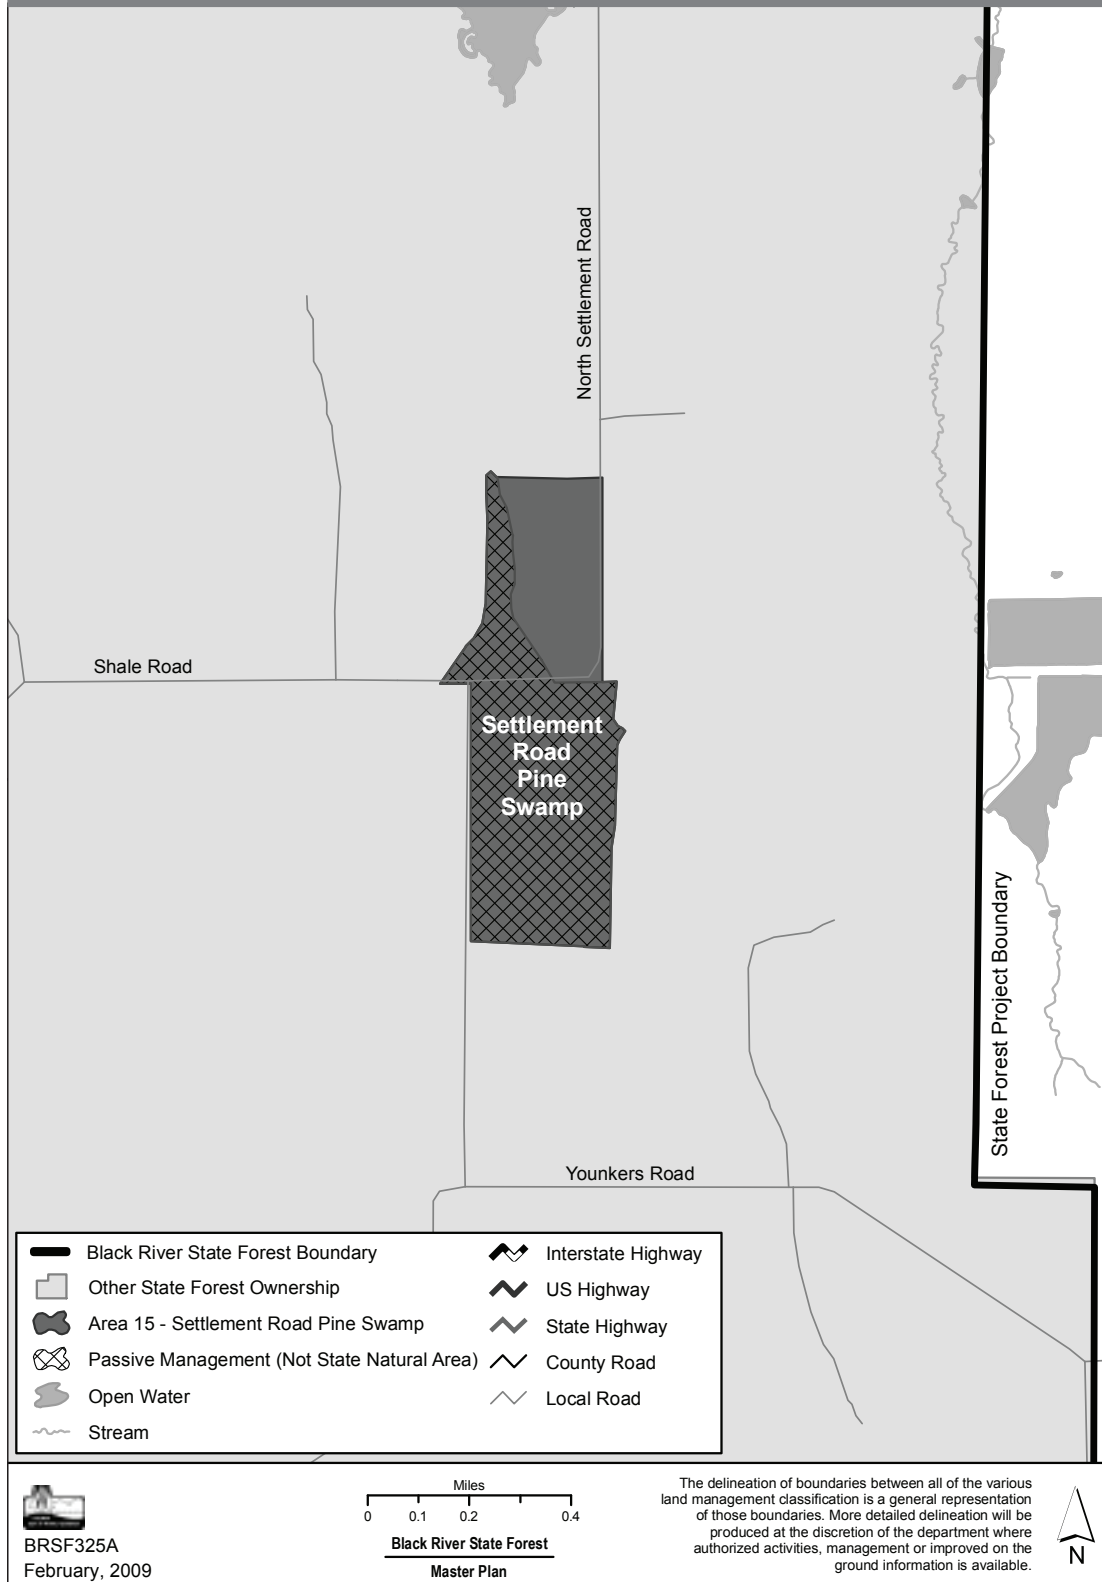 North Settlement Road
Shale Road
Settlement
Road
Pine
Swamp
State Forest Project Boundary
Younkers Road
Black River State Forest Boundary
Other State Forest Ownership
Area 15 - Settlement Road Pine Swamp
Passive Management (Not State Natural Area)
Open Water
Stream
Interstate Highway
US Highway
State Highway
County Road
Local Road
BRSF325A
February, 2009
Miles
0 0.1 0.2 0.4
Black River State Forest
Master Plan
The delineation of boundaries between all of the various
land management classification is a general representation
of those boundaries. More detailed delineation will be
produced at the discretion of the department where
authorized activities, management or improved on the
ground information is available.
N